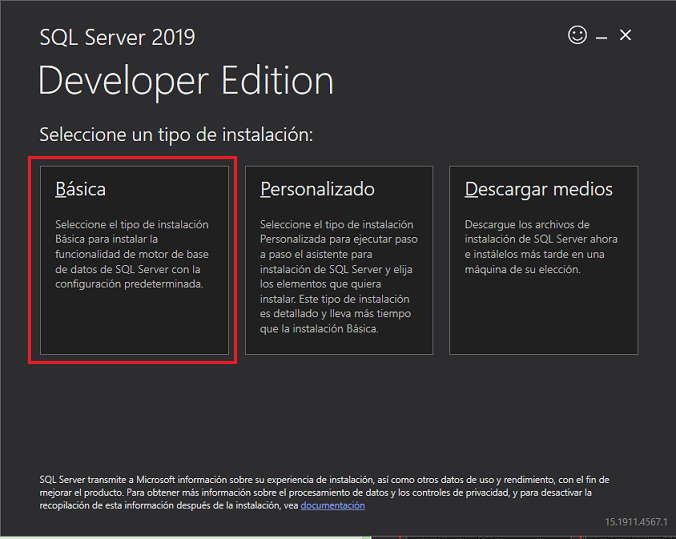 SQL Server 2019
Developer Edition
Seleccione un tipo de instalación:
Básica
Seleccione el tipo de instalación
Básica para instalar la
funcionalidad de motor de base
de datos de SQL Server con la
configuración predeterminada.
Personalizado
Seleccione el tipo de instalación
Personalizada para ejecutar paso
a paso el asistente para
instalación de SQL Server y elija
los elementos que quiera
instalar. Este tipo de instalación
es detallado y lleva más tiempo
que la instalación Básica.
Descargar medios
Descargue los archivos de
instalación de SQL Server ahora
e instálelos más tarde en una
máquina de su elección.
SQL Server transmite a Microsoft información sobre su experiencia de instalación, así como otros datos de uso y rendimiento, con el fin de
mejorar el producto. Para obtener más información sobre el procesamiento de datos y los controles de privacidad, y para desactivar la
recopilación de esta información después de la instalación, vea documentación
15.1911.4567.1